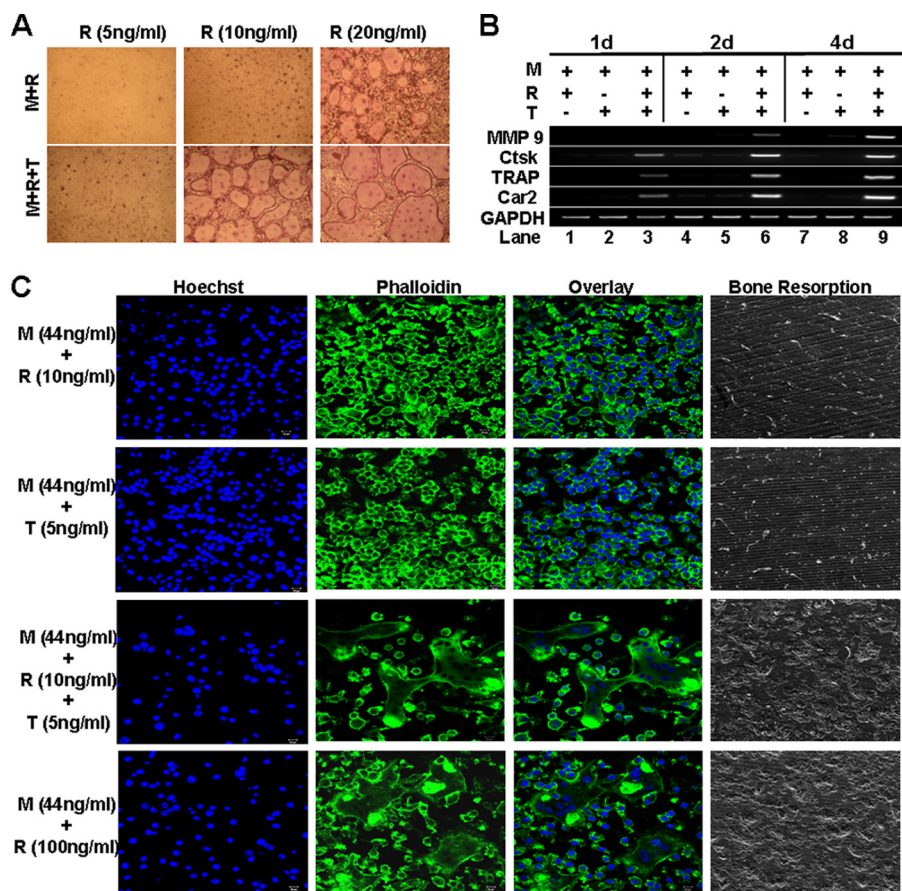 A
R (5ng/ml) R (10ng/ml) R (20ng/ml)
M+R
M+R+T
B
1d 2d 4d
M + + + + + + + + +
R + - + + - + + - +
T - + + - + + - + +
MMP 9
Ctsk
TRAP
Car2
GAPDH
Lane 1 2 3 4 5 6 7 8 9
C
Hoechst Phalloidin Overlay Bone Resorption
M (44ng/ml)
+
R (10ng/ml)
M (44ng/ml)
+
T (5ng/ml)
M (44ng/ml)
+
R (10ng/ml)
+
T (5ng/ml)
M (44ng/ml)
+
R (100ng/ml)